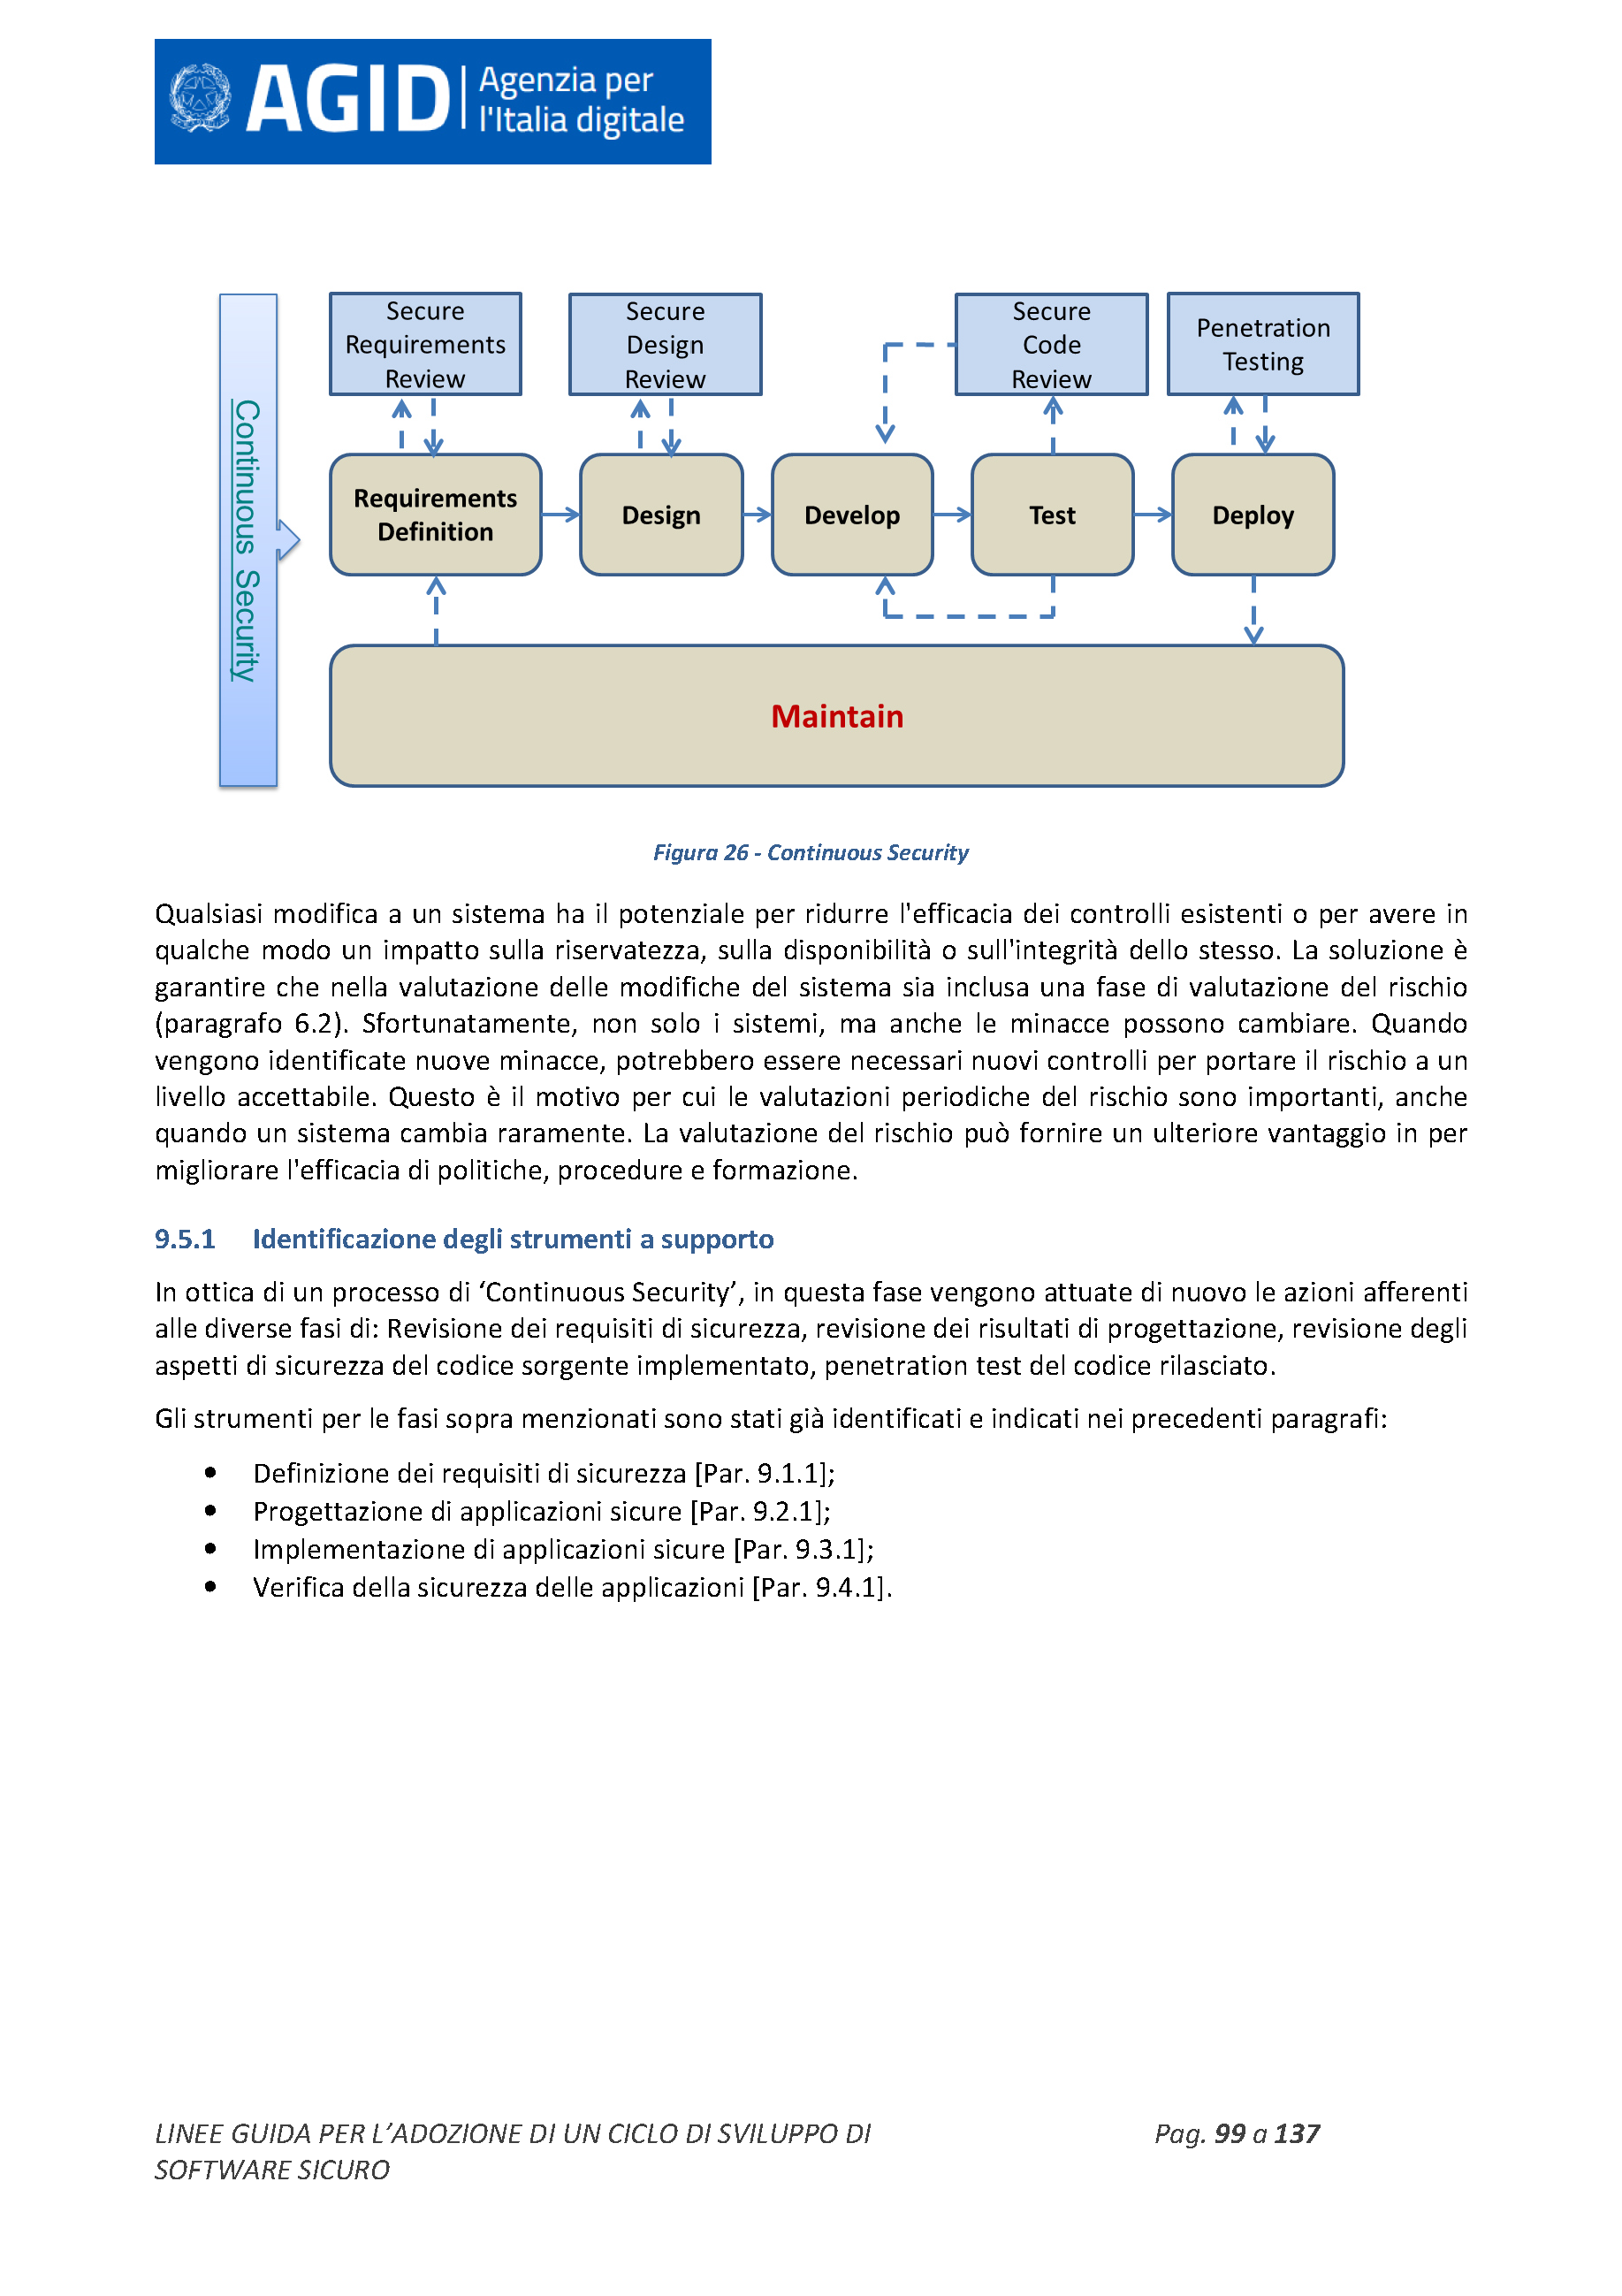 AGID
Agenzia per
l'Italia digitale
Continuous Security
Secure
Requirements
Review
Secure
Design
Review
Secure
Code
Review
Penetration
Testing
Requirements
Definition
Design
Develop
Test
Deploy
Maintain
Figura 26 - Continuous Security
Qualsiasi modifica a un sistema ha il potenziale per ridurre l'efficacia dei controlli esistenti o per avere in
qualche modo un impatto sulla riservatezza, sulla disponibilità o sull'integrità dello stesso. La soluzione è
garantire che nella valutazione delle modifiche del sistema sia inclusa una fase di valutazione del rischio
(paragrafo 6.2). Sfortunatamente, non solo i sistemi, ma anche le minacce possono cambiare. Quando
vengono identificate nuove minacce, potrebbero essere necessari nuovi controlli per portare il rischio a un
livello accettabile. Questo è il motivo per cui le valutazioni periodiche del rischio sono importanti, anche
quando un sistema cambia raramente. La valutazione del rischio può fornire un ulteriore vantaggio in per
migliorare l'efficacia di politiche, procedure e formazione.
9.5.1 Identificazione degli strumenti a supporto
In ottica di un processo di ‘Continuous Security’, in questa fase vengono attuate di nuovo le azioni afferenti
alle diverse fasi di: Revisione dei requisiti di sicurezza, revisione dei risultati di progettazione, revisione degli
aspetti di sicurezza del codice sorgente implementato, penetration test del codice rilasciato.
Gli strumenti per le fasi sopra menzionati sono stati già identificati e indicati nei precedenti paragrafi:
• Definizione dei requisiti di sicurezza [Par. 9.1.1];
• Progettazione di applicazioni sicure [Par. 9.2.1];
• Implementazione di applicazioni sicure [Par. 9.3.1];
• Verifica della sicurezza delle applicazioni [Par. 9.4.1].
LINEE GUIDA PER L’ADOZIONE DI UN CICLO DI SVILUPPO DI
SOFTWARE SICURO
Pag. 99 a 137